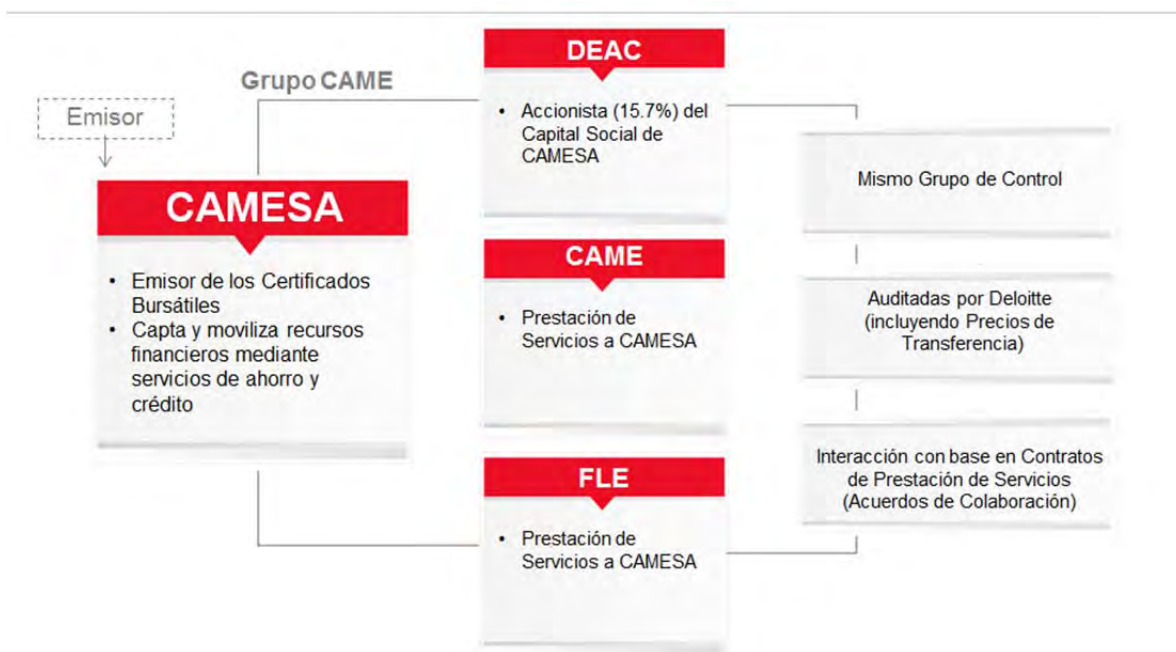 Grupo CAME
Emisor
CAMESA
• Emisor de los Certificados
Bursátiles
• Capta y moviliza recursos
financieros mediante
servicios de ahorro y
crédito
DEAC
• Accionista (15.7%) del
Capital Social de
CAMESA
CAME
• Prestación de
Servicios a CAMESA
FLE
• Prestación de
Servicios a CAMESA
Mismo Grupo de Control
Auditadas por Deloitte
(incluyendo Precios de
Transferencia)
Interacción con base en Contratos
de Prestación de Servicios
(Acuerdos de Colaboración)